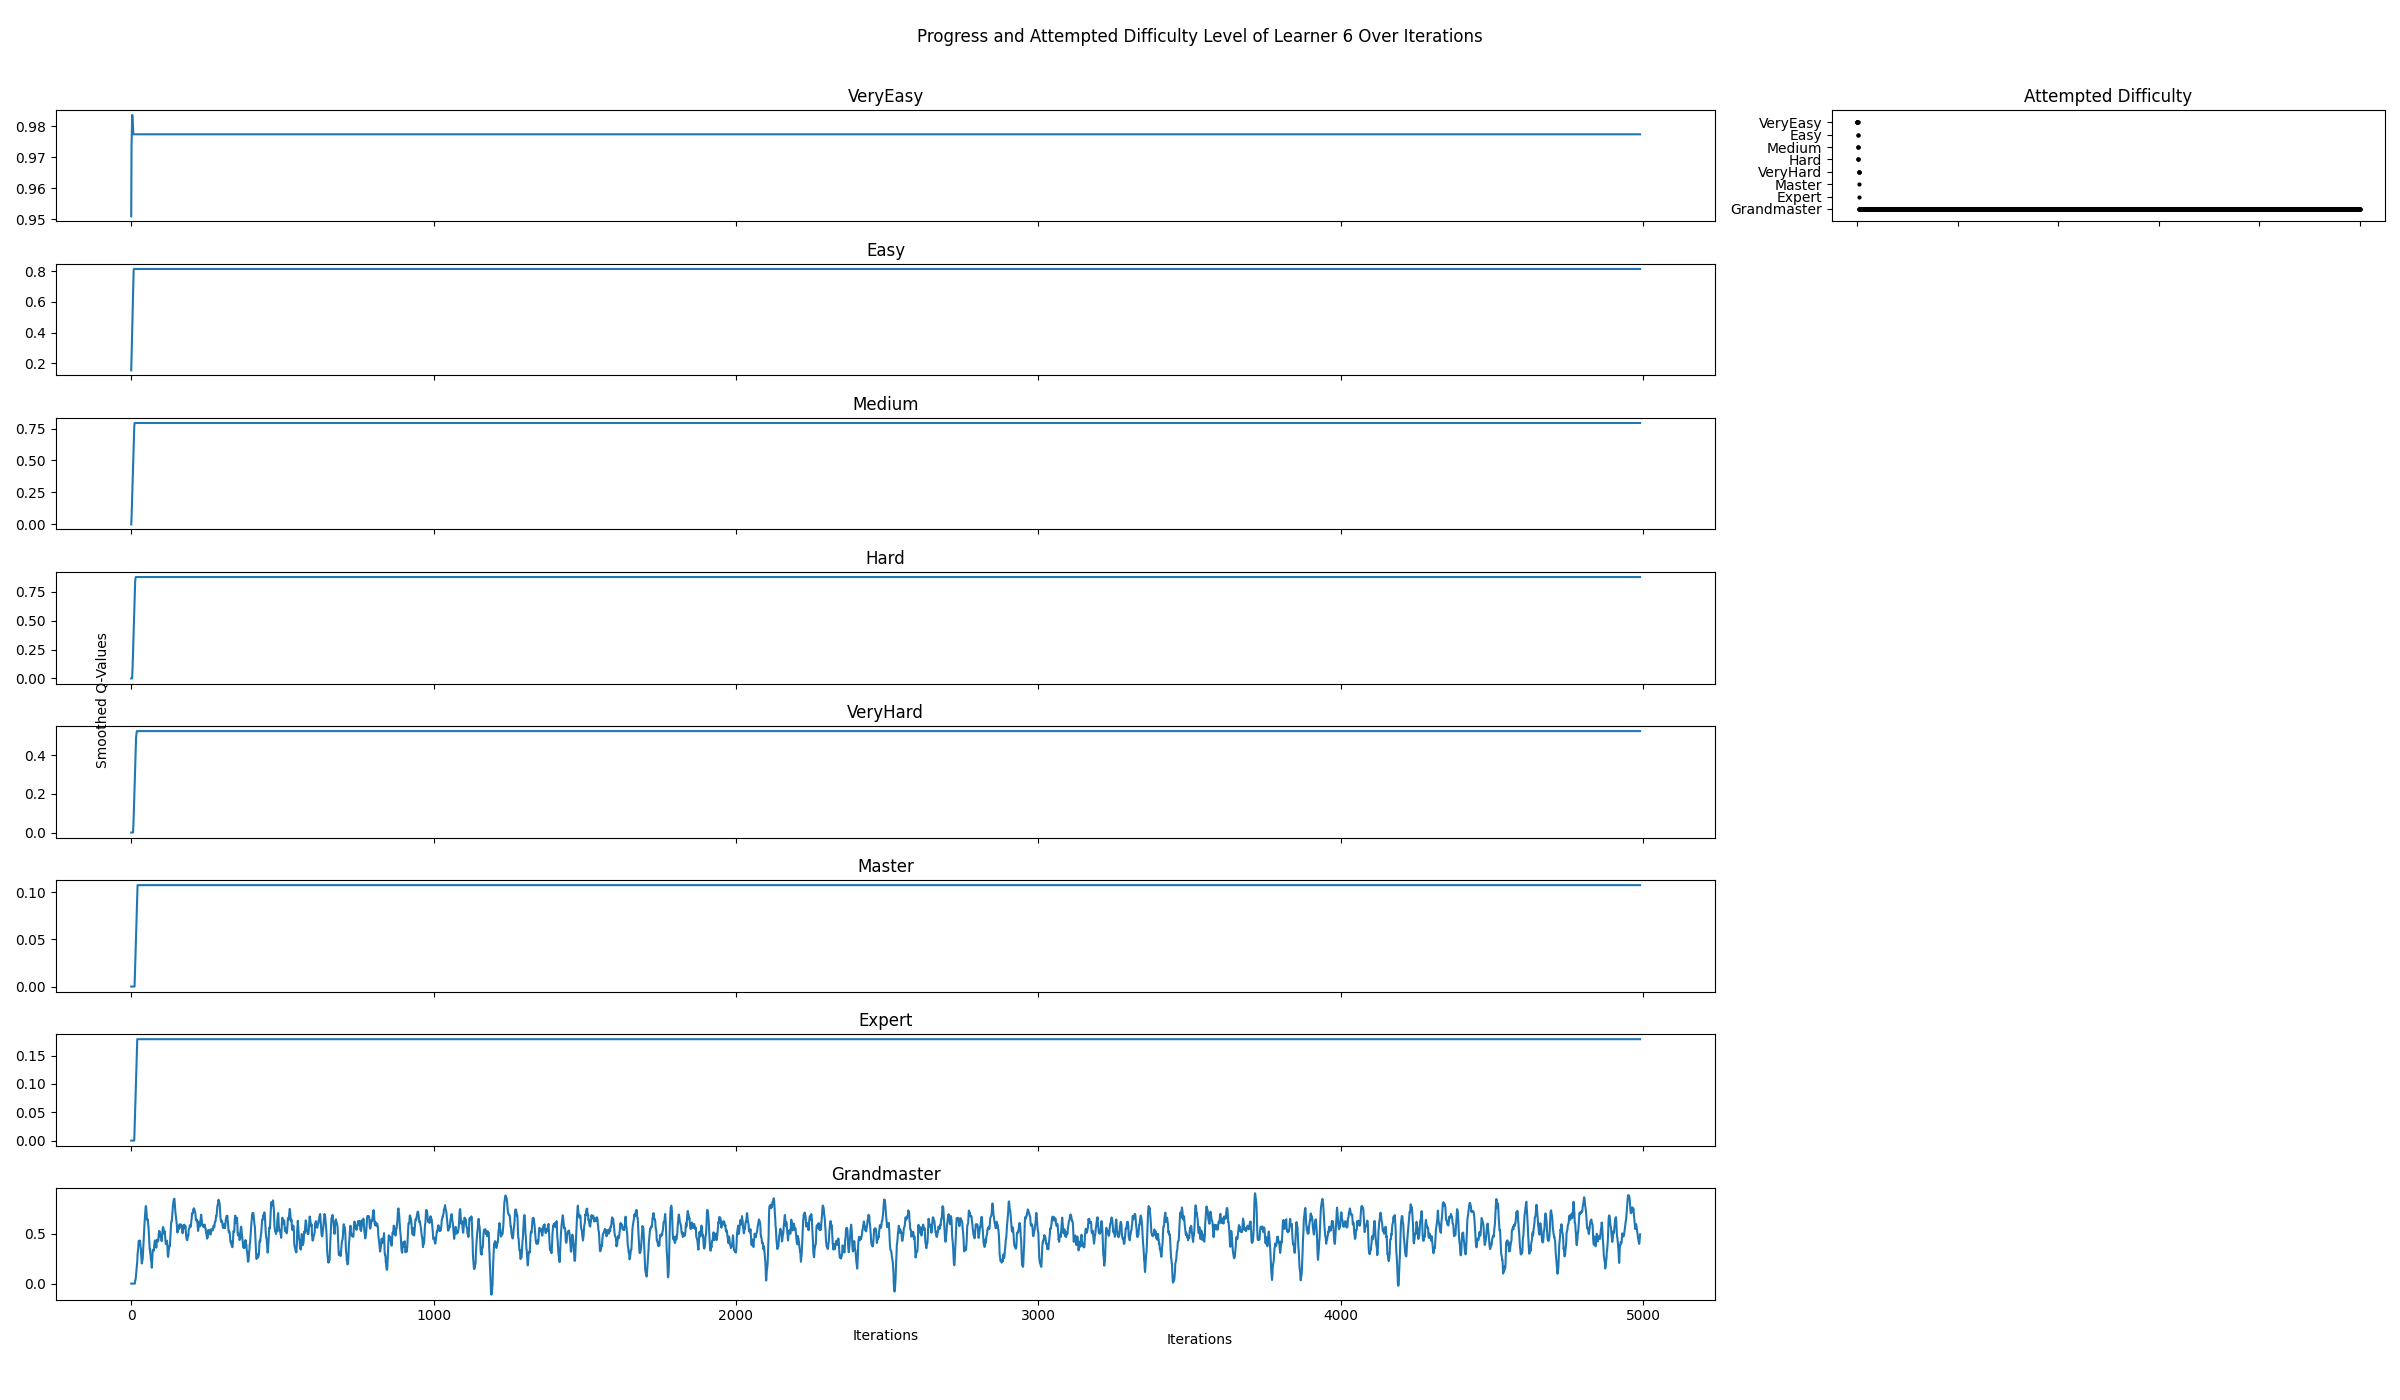 Progress and Attempted Difficulty Level of Learner 6 Over Iterations
VeryEasy
0.98
0.97
0.96
0.95
Attempted Difficulty
VeryEasy
Easy
Medium
Hard
VeryHard
Master
Expert
Grandmaster
Easy
0.8
0.6
0.4
0.2
Medium
0.75
0.50
0.25
0.00
Hard
0.75
0.50
0.25
0.00
Smoothed Q-Values
VeryHard
0.4
0.2
0.0
Master
0.10
0.05
0.00
Expert
0.15
0.10
0.05
0.00
Grandmaster
0.5
0.0
0 1000 2000 3000 4000 5000
Iterations
Iterations